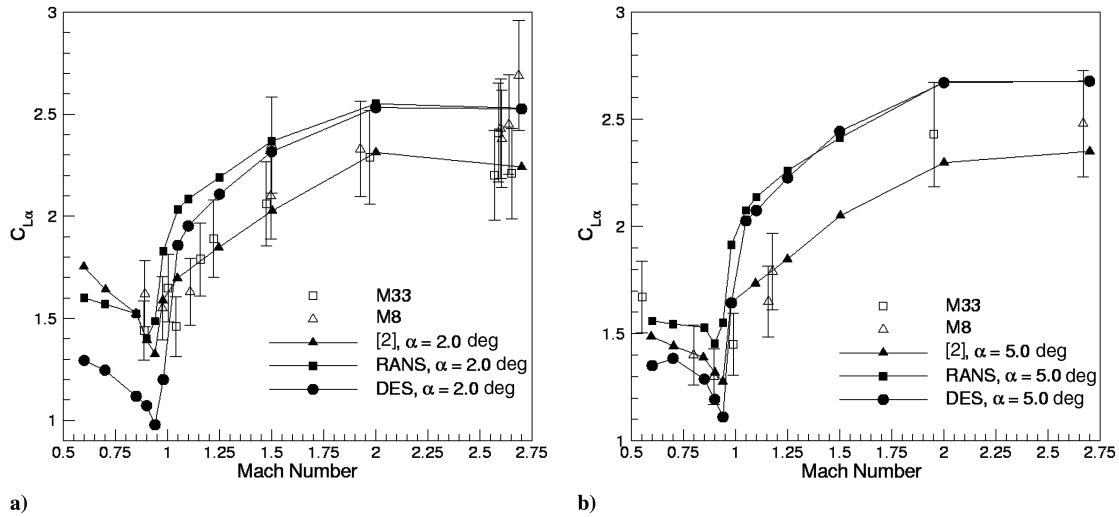 3
2.5
2
1.5
1
C_Lα
0.5 0.75 1 1.25 1.5 1.75 2 2.25 2.5 2.75
Mach Number
M33
M8
[2], α = 2.0 deg
RANS, α = 2.0 deg
DES, α = 2.0 deg
a)
3
2.5
2
1.5
1
C_Lα
0.5 0.75 1 1.25 1.5 1.75 2 2.25 2.5 2.75
Mach Number
M33
M8
[2], α = 5.0 deg
RANS, α = 5.0 deg
DES, α = 5.0 deg
b)